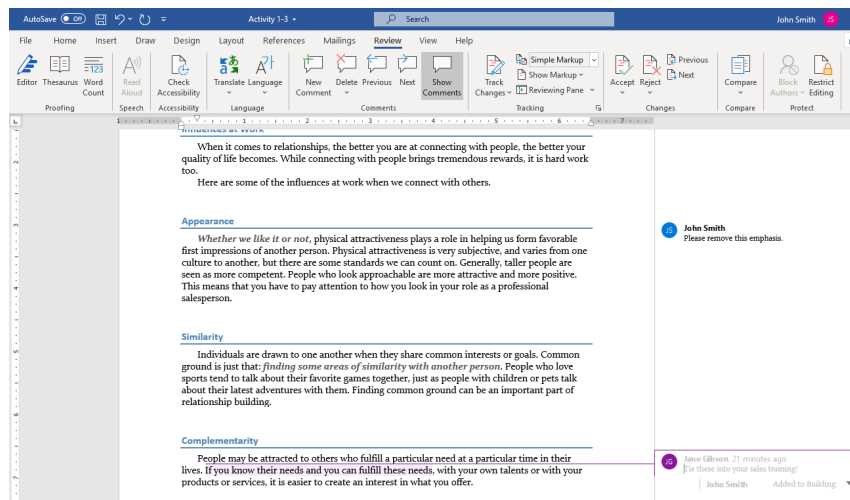 AutoSave Off Activity 1-3 Search John Smith JS
File Home Insert Draw Design Layout References Mailings Review View Help
Simple Markup
Show Markup
Reviewing Pane
Previous
Next
Editor Thesaurus Word Count Read Aloud Check Accessibility Translate Language New Comment Delete Previous Next Show Comments Track Changes Accept Reject Compare Block Authors Restrict Editing
Proofing Speech Accessibility Language Comments Tracking Changes Compare Protect
1 1 2 3 4 5 6 7
Influences at Work
When it comes to relationships, the better you are at connecting with people, the better your
quality of life becomes. While connecting with people brings tremendous rewards, it is hard work
too.
Here are some of the influences at work when we connect with others.
Appearance
Whether we like it or not, physical attractiveness plays a role in helping us form favorable
first impressions of another person. Physical attractiveness is very subjective, and varies from one
culture to another, but there are some standards we can count on. Generally, taller people are
seen as more competent. People who look approachable are more attractive and more positive.
This means that you have to pay attention to how you look in your role as a professional
salesperson.
JS John Smith
Please remove this emphasis.
Similarity
Individuals are drawn to one another when they share common interests or goals. Common
ground is just that: finding some areas of similarity with another person. People who love
sports tend to talk about their favorite games together, just as people with children or pets talk
about their latest adventures with them. Finding common ground can be an important part of
relationship building.
Complementarity
People may be attracted to others who fulfill a particular need at a particular time in their
lives. If you know their needs and you can fulfill these needs, with your own talents or with your
products or services, it is easier to create an interest in what you offer.
JG Jane Gibson 21 minutes ago
Tie these into your sales training!
John Smith Added to Building